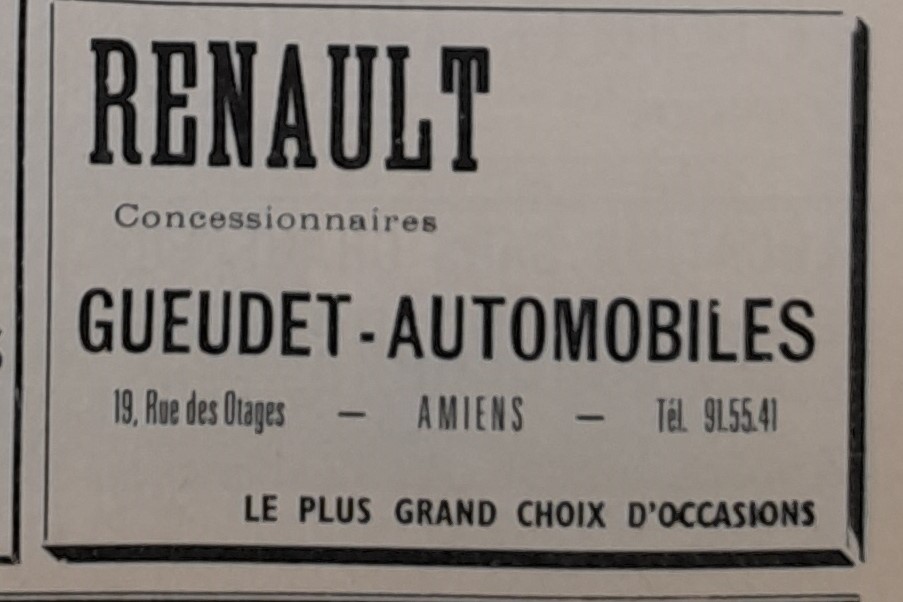 RENAULT
Concessionnaires
GUEUDET-AUTOMOBILES
19, Rue des Otages — AMIENS — Tél. 91.55.41
LE PLUS GRAND CHOIX D'OCCASIONS